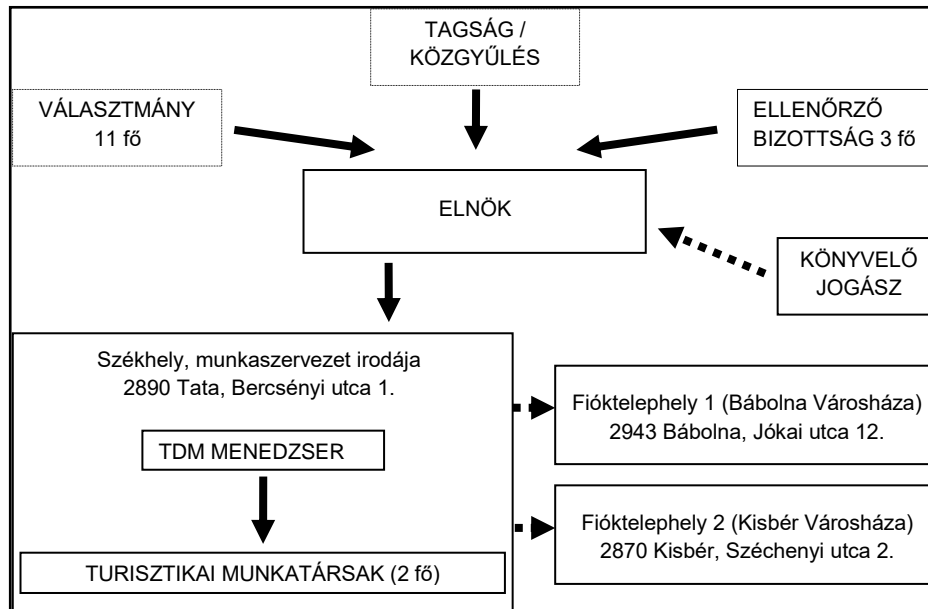 TAGSÁG /
KÖZGYŰLÉS
VÁLASZTMÁNY
11 fő
ELLENŐRZŐ
BIZOTTSÁG 3 fő
ELNÖK
KÖNYVELŐ
JOGÁSZ
Székhely, munkaszervezet irodája
2890 Tata, Bercsényi utca 1.
TDM MENEDZSER
TURISZTIKAI MUNKATÁRSAK (2 fő)
Fióktelephely 1 (Bábolna Városháza)
2943 Bábolna, Jókai utca 12.
Fióktelephely 2 (Kisbér Városháza)
2870 Kisbér, Széchenyi utca 2.